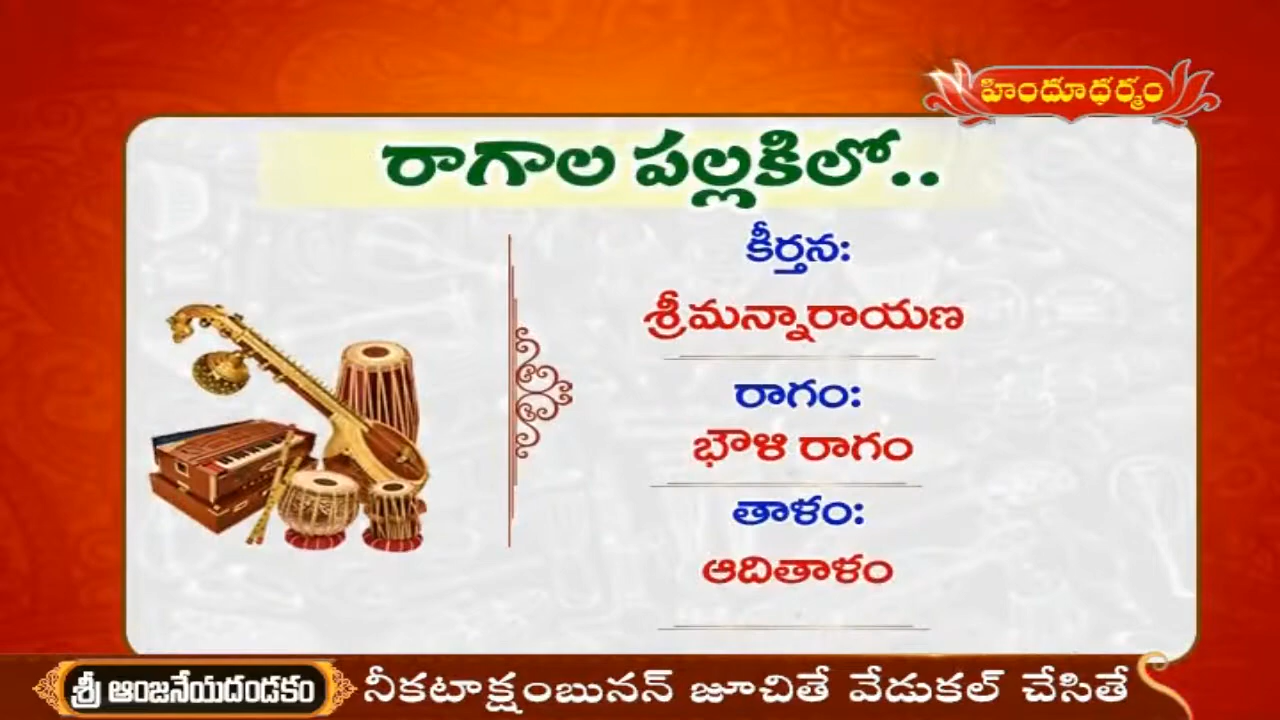 హిందూధర్మం
రాగాల పల్లకిలో..
కీర్తన:
శ్రీమన్నారాయణ
రాగం:
భౌళి రాగం
తాళం:
ఆదితాళం
శ్రీ ఆంజనేయదండకం నీకటాక్షంబునన్ జూచితే వేడుకల్ చేసితే